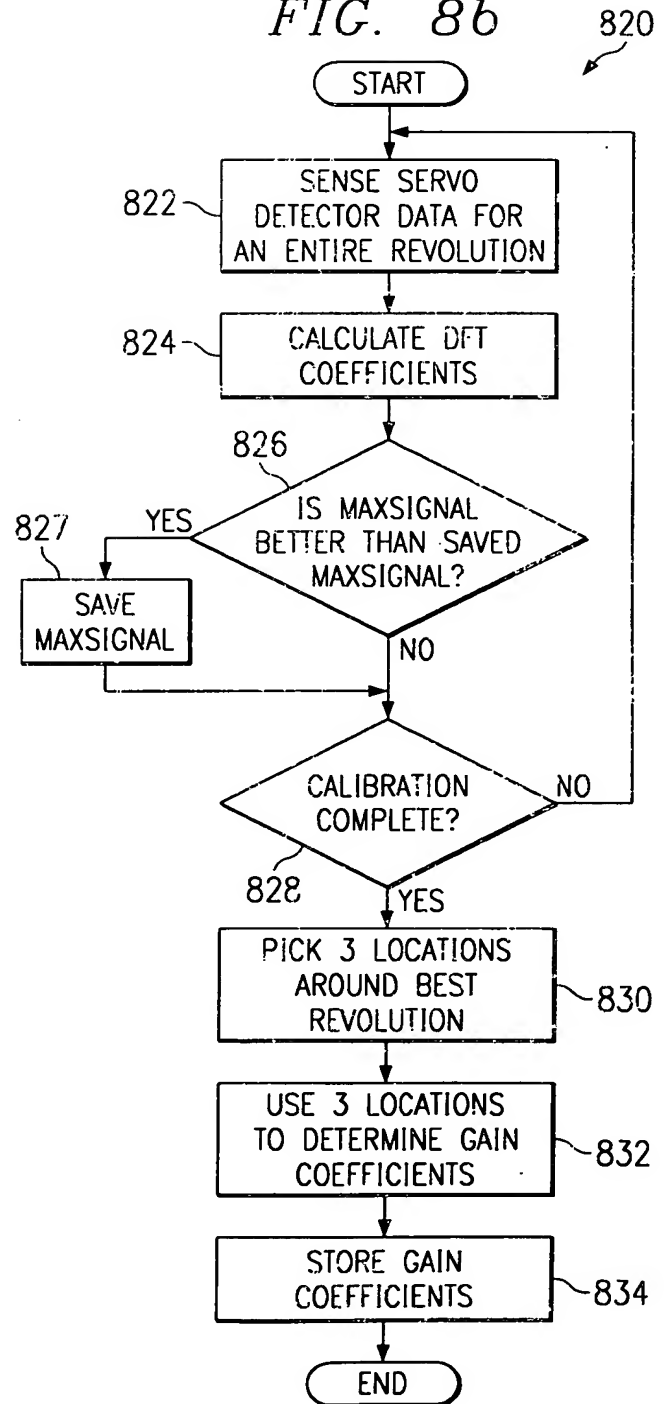 FIG. 8b
820
START
822
SENSE SERVO
DETECTOR DATA FOR
AN ENTIRE REVOLUTION
824
CALCULATE DFT
COEFFICIENTS
826
IS MAXSIGNAL
BETTER THAN SAVED
MAXSIGNAL?
YES
827
SAVE
MAXSIGNAL
NO
CALIBRATION
COMPLETE?
NO
828
YES
PICK 3 LOCATIONS
AROUND BEST
REVOLUTION
830
USE 3 LOCATIONS
TO DETERMINE GAIN
COEFFICIENTS
832
STORE GAIN
COEFFICIENTS
834
END